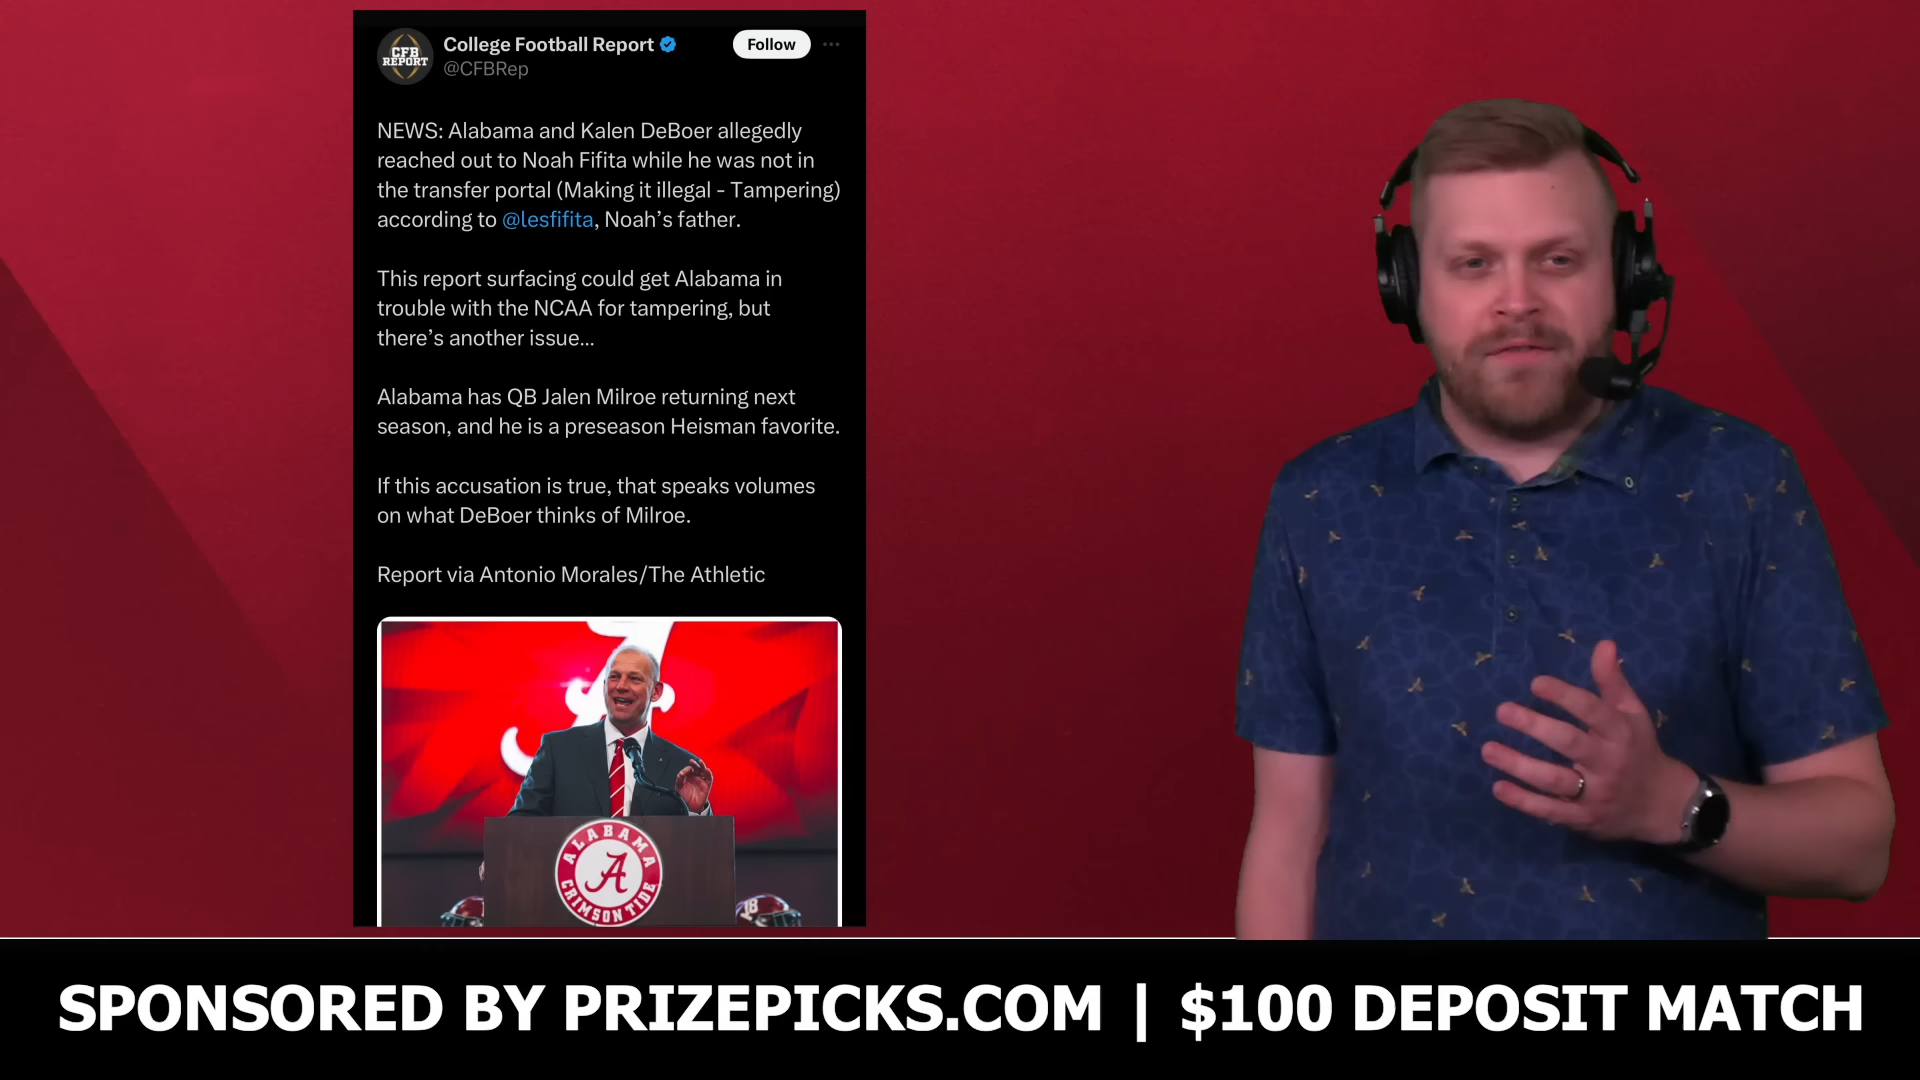 CFB
REPORT
College Football Report
@CFBRep
Follow
NEWS: Alabama and Kalen DeBoer allegedly
reached out to Noah Fifita while he was not in
the transfer portal (Making it illegal - Tampering)
according to @lesfifita, Noah’s father.
This report surfacing could get Alabama in
trouble with the NCAA for tampering, but
there’s another issue...
Alabama has QB Jalen Milroe returning next
season, and he is a preseason Heisman favorite.
If this accusation is true, that speaks volumes
on what DeBoer thinks of Milroe.
Report via Antonio Morales/The Athletic
ALABAMA
A
CRIMSON TIDE
18
SPONSORED BY PRIZEPICKS.COM | $100 DEPOSIT MATCH